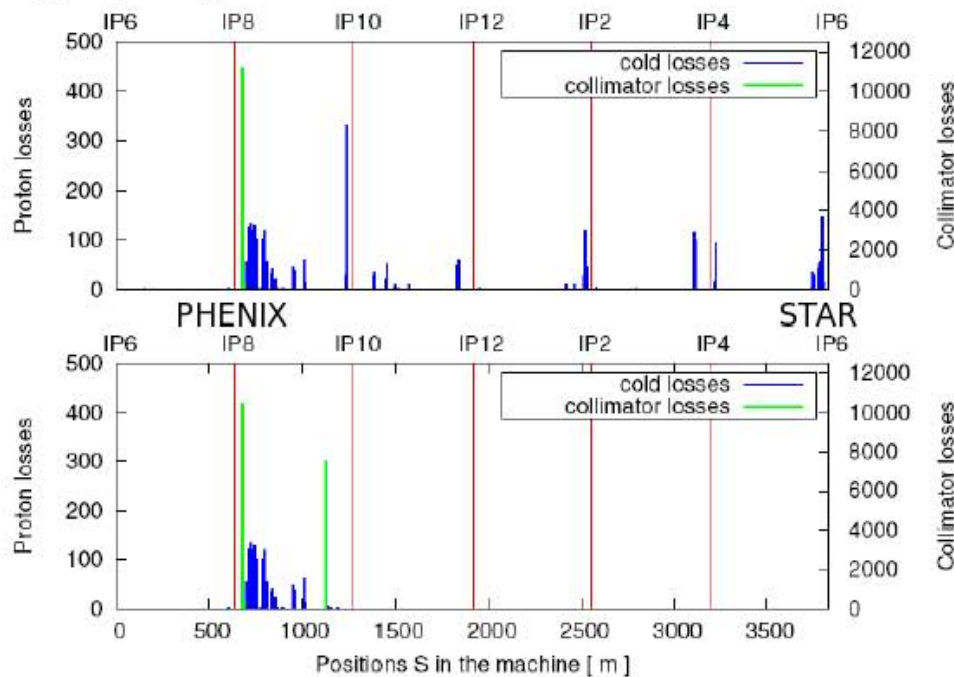 IP6 IP8 IP10 IP12 IP2 IP4 IP6
500 12000
cold losses
collimator losses
400 10000
8000
300
6000
200
4000
100 2000
0 0
Proton losses
Collimator losses
PHENIX STAR
IP6 IP8 IP10 IP12 IP2 IP4 IP6
500 12000
cold losses
collimator losses
400 10000
8000
300
6000
200
4000
100 2000
0 0
Proton losses
Collimator losses
0 500 1000 1500 2000 2500 3000 3500
Positions S in the machine [ m ]